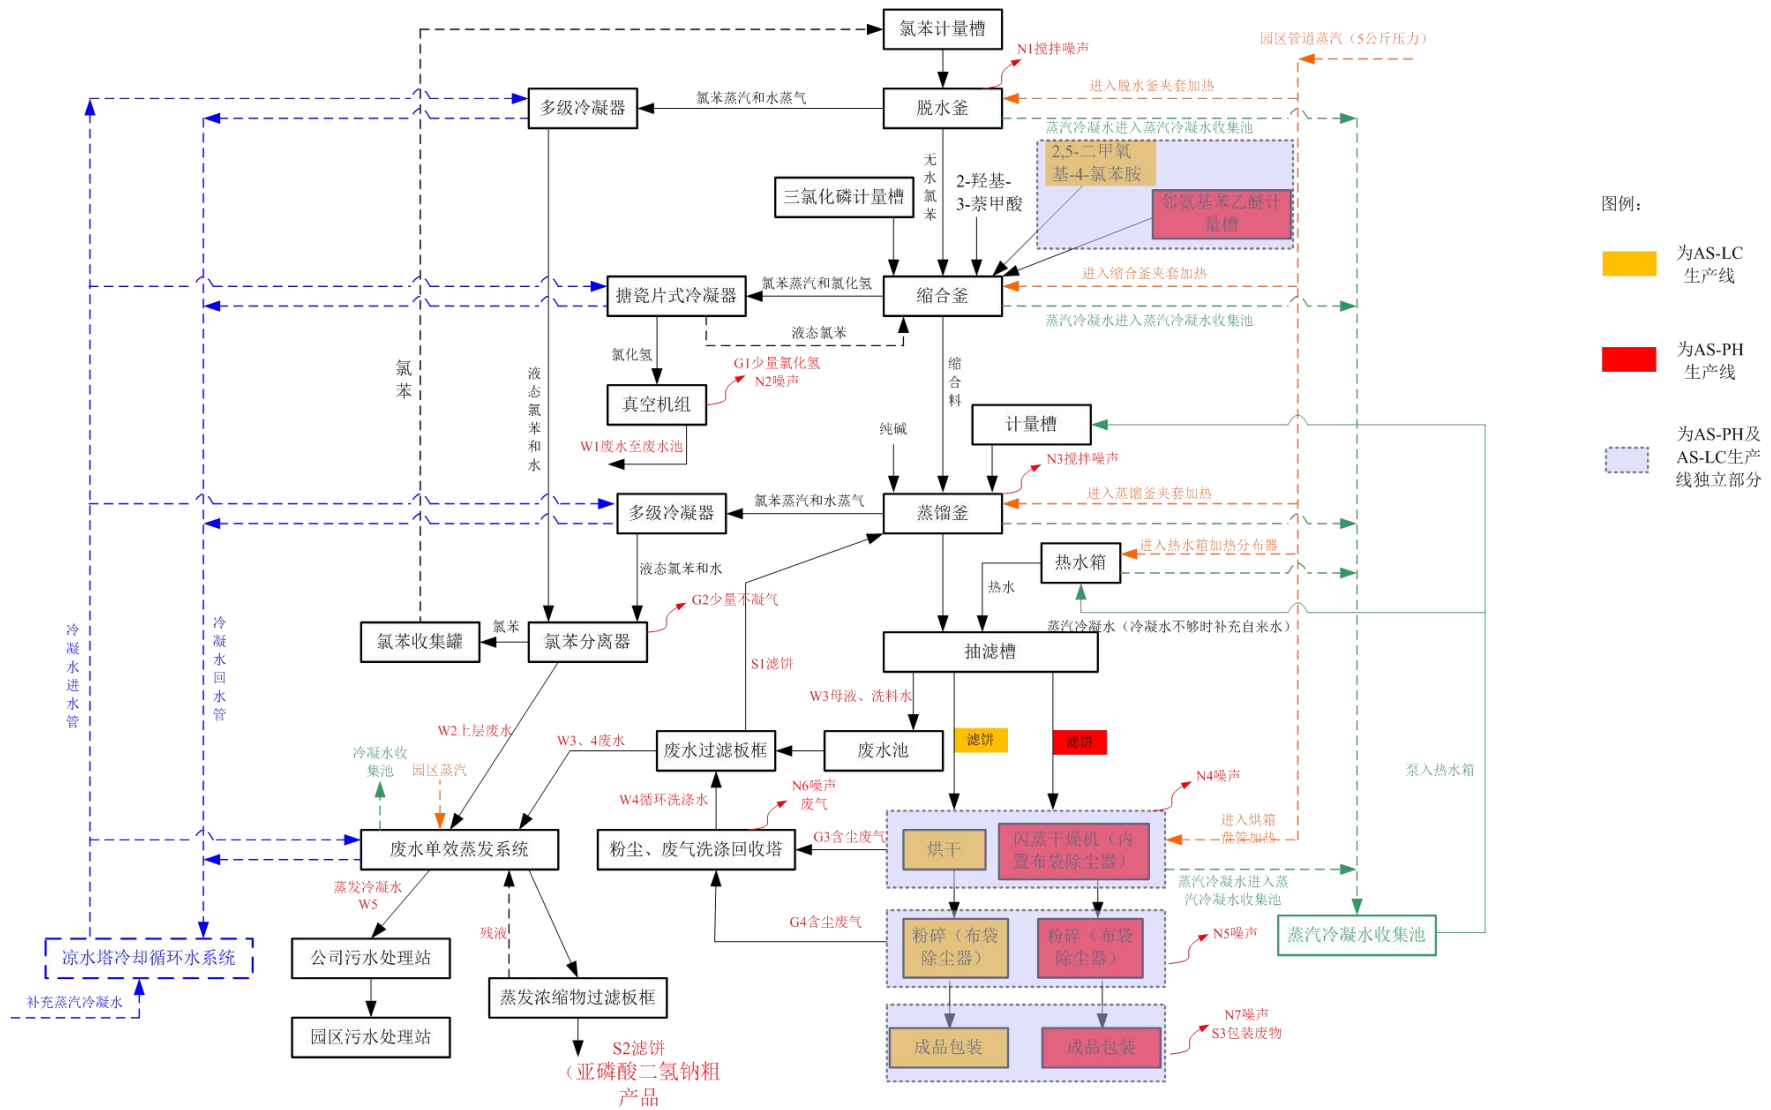 氯苯计量槽
园区管道蒸汽（5公斤压力）
N1搅拌噪声
进入脱水釜夹套加热
多级冷凝器
氯苯蒸汽和水蒸气
脱水釜
蒸汽冷凝水进入蒸汽冷凝水收集池
无水氯苯
2,5-二甲氧
基-4-氯苯胺
2-羟基-
3-萘甲酸
三氯化磷计量槽
邻氨基苯乙醚计
量槽
图例：
为AS-LC
生产线
进入缩合釜夹套加热
搪瓷片式冷凝器
氯苯蒸汽和氯化氢
缩合釜
蒸汽冷凝水进入蒸汽冷凝水收集池
液态氯苯
氯化氢
G1少量氯化氢
N2噪声
氯苯
液态氯苯和水
缩合料
为AS-PH
生产线
真空机组
计量槽
纯碱
W1废水至废水池
N3搅拌噪声
为AS-PH及
AS-LC生产
线独立部分
进入蒸馏釜夹套加热
多级冷凝器
氯苯蒸汽和水蒸气
蒸馏釜
进入热水箱加热分布器
热水箱
液态氯苯和水
热水
G2少量不凝气
冷凝水进水管
冷凝水回水管
氯苯收集罐
氯苯
氯苯分离器
蒸汽冷凝水（冷凝水不够时补充自来水）
抽滤槽
S1滤饼
W3母液、洗料水
W2上层废水
W3、4废水
废水过滤板框
废水池
滤饼
滤饼
冷凝水收
集池
园区蒸汽
泵入热水箱
N4噪声
N6噪声
废气
W4循环洗涤水
进入烘箱
盘管加热
G3含尘废气
废水单效蒸发系统
粉尘、废气洗涤回收塔
烘干
闪蒸干燥机（内
置布袋除尘器）
蒸汽冷凝水进入蒸
汽冷凝水收集池
蒸发冷凝水
W5
G4含尘废气
残液
粉碎（布袋
除尘器）
粉碎（布袋
除尘器）
N5噪声
蒸汽冷凝水收集池
凉水塔冷却循环水系统
公司污水处理站
补充蒸汽冷凝水
蒸发浓缩物过滤板框
园区污水处理站
成品包装
成品包装
N7噪声
S3包装废物
S2滤饼
（亚磷酸二氢钠粗
产品